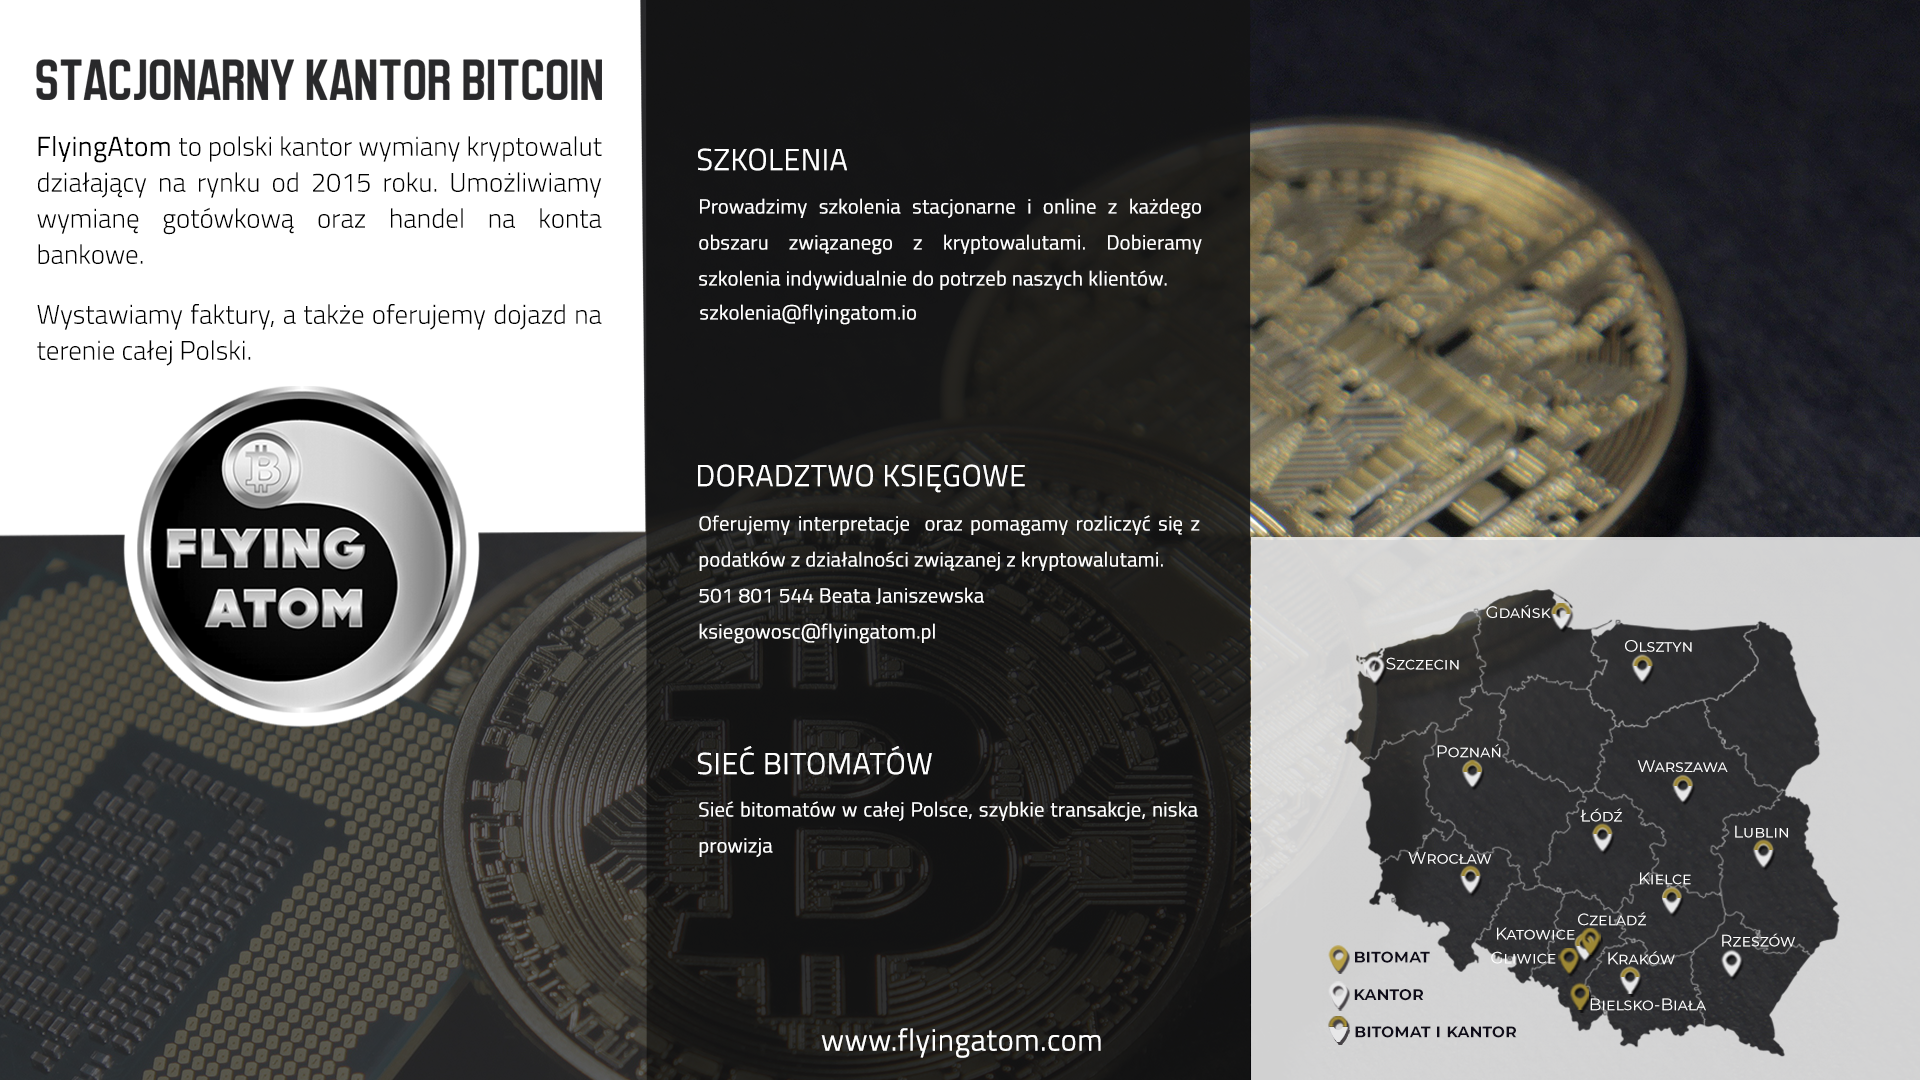 STACJONARNY KANTOR BITCOIN
FlyingAtom to polski kantor wymiany kryptowalut
działający na rynku od 2015 roku. Umożliwiamy
wymianę gotówkową oraz handel na konta
bankowe.
Wystawiamy faktury, a także oferujemy dojazd na
terenie całej Polski.
FLYING
ATOM
SZKOLENIA
Prowadzimy szkolenia stacjonarne i online z każdego
obszaru związanego z kryptowalutami. Dobieramy
szkolenia indywidualnie do potrzeb naszych klientów.
szkolenia@flyingatom.io
DORADZTWO KSIĘGOWE
Oferujemy interpretacje oraz pomagamy rozliczyć się z
podatków z działalności związanej z kryptowalutami.
501 801 544 Beata Janiszewska
ksiegowosc@flyingatom.pl
SIEĆ BITOMATÓW
Sieć bitomatów w całej Polsce, szybkie transakcje, niska
prowizja
www.flyingatom.com
GDAŃSK
OLSZTYN
SZCZECIN
POZNAŃ
WARSZAWA
ŁÓDŹ
LUBLIN
WROCŁAW
KIELCE
CZELADŹ
KATOWICE
RZESZÓW
GLIWICE
KRAKÓW
BIELSKO-BIAŁA
BITOMAT
KANTOR
BITOMAT I KANTOR